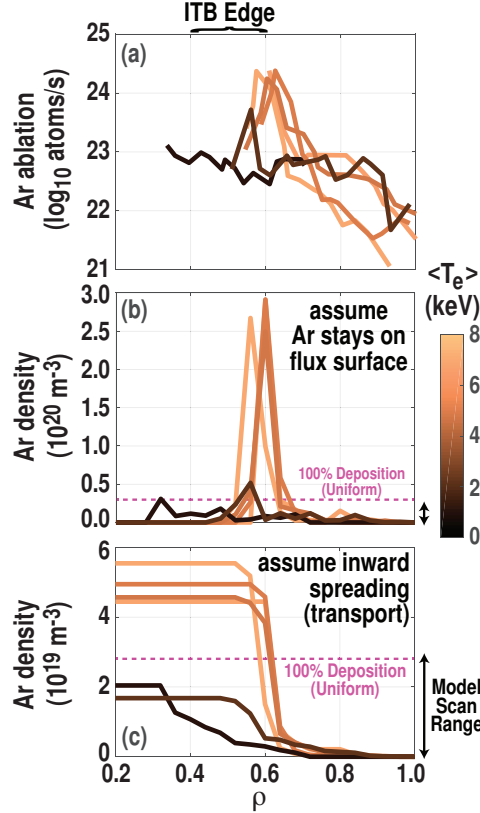 ITB Edge
(a)
25
24
23
22
21
Ar ablation
(log10 atoms/s)
<Te>
(keV)
8
6
4
2
0
(b)
assume
Ar stays on
flux surface
3.0
2.5
2.0
1.5
1.0
0.5
0.0
Ar density
(10^20 m^-3)
100% Deposition
(Uniform)
assume inward
spreading
(transport)
6
4
2
0
Ar density
(10^19 m^-3)
100% Deposition
(Uniform)
Model
Scan
Range
(c)
0.2
0.4
0.6
0.8
1.0
ρ